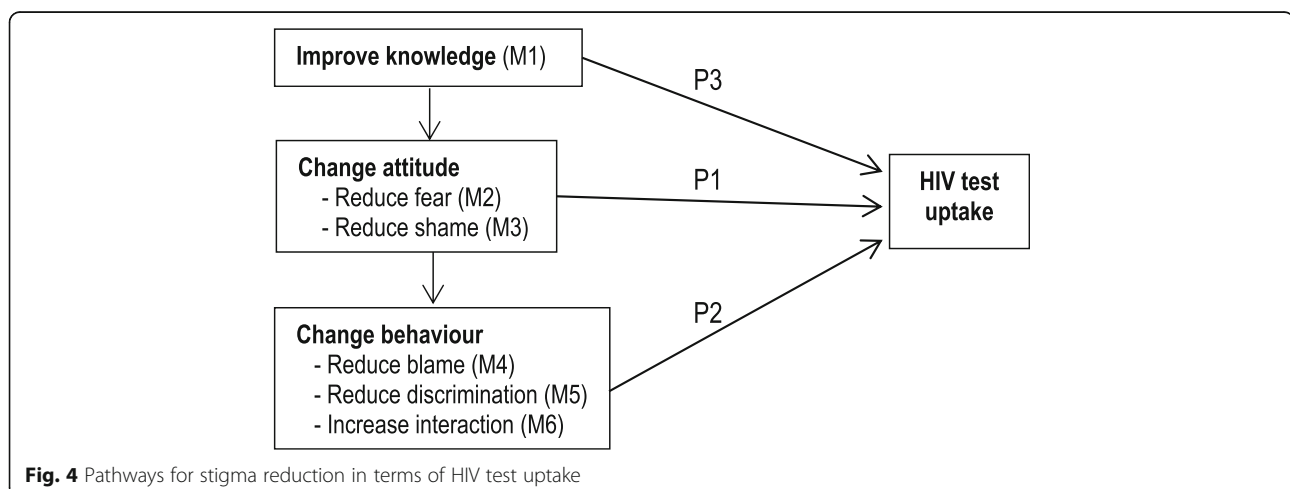 Improve knowledge (M1)
P3
Change attitude
- Reduce fear (M2)
- Reduce shame (M3)
P1
HIV test
uptake
Change behaviour
- Reduce blame (M4)
- Reduce discrimination (M5)
- Increase interaction (M6)
P2
Fig. 4 Pathways for stigma reduction in terms of HIV test uptake